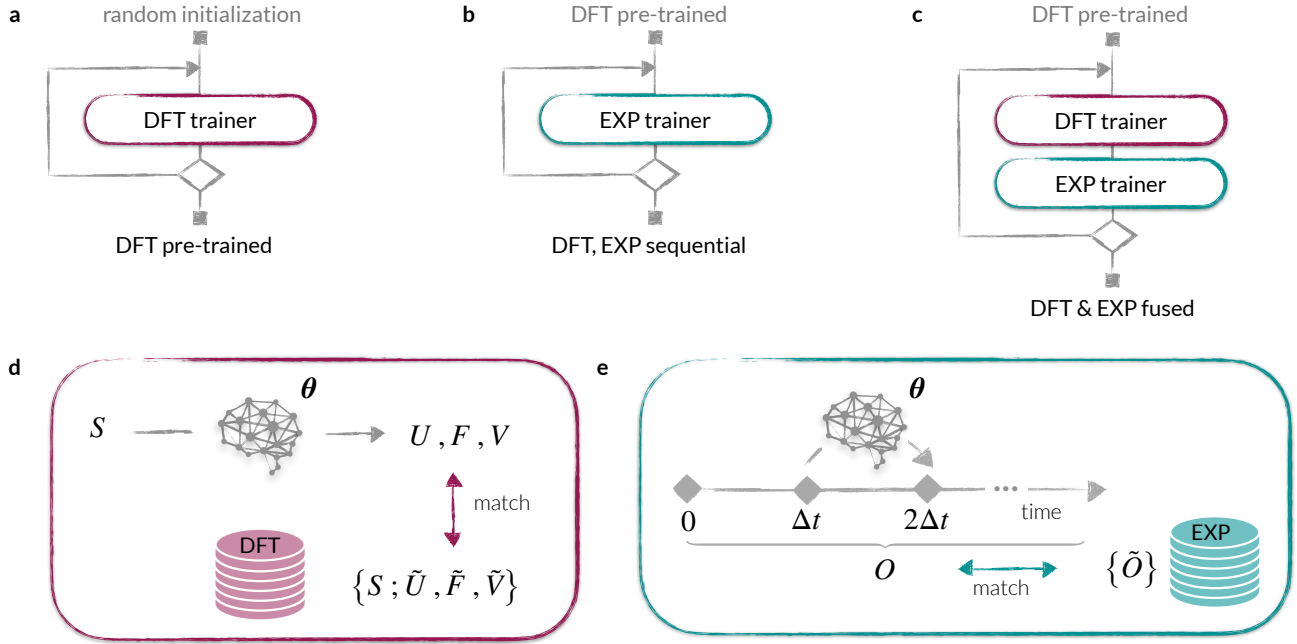 a
random initialization
DFT trainer
DFT pre-trained
b
DFT pre-trained
EXP trainer
DFT, EXP sequential
c
DFT pre-trained
DFT trainer
EXP trainer
DFT & EXP fused
d
θ
S
U , F , V
match
DFT
{S ; Ũ , F̃ , Ṽ}
e
θ
0 Δt 2Δt ··· time
O
match
{Õ}
EXP